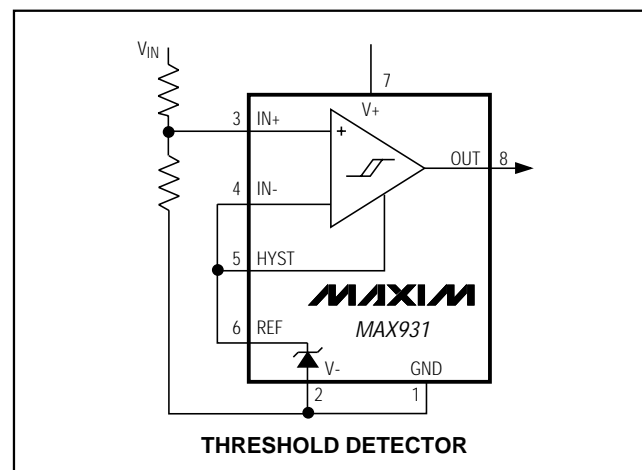 VIN
7
V+
3 IN+
+
OUT 8
4 IN-
5 HYST
MAXIM
MAX931
6 REF
V-
GND
2
1
THRESHOLD DETECTOR